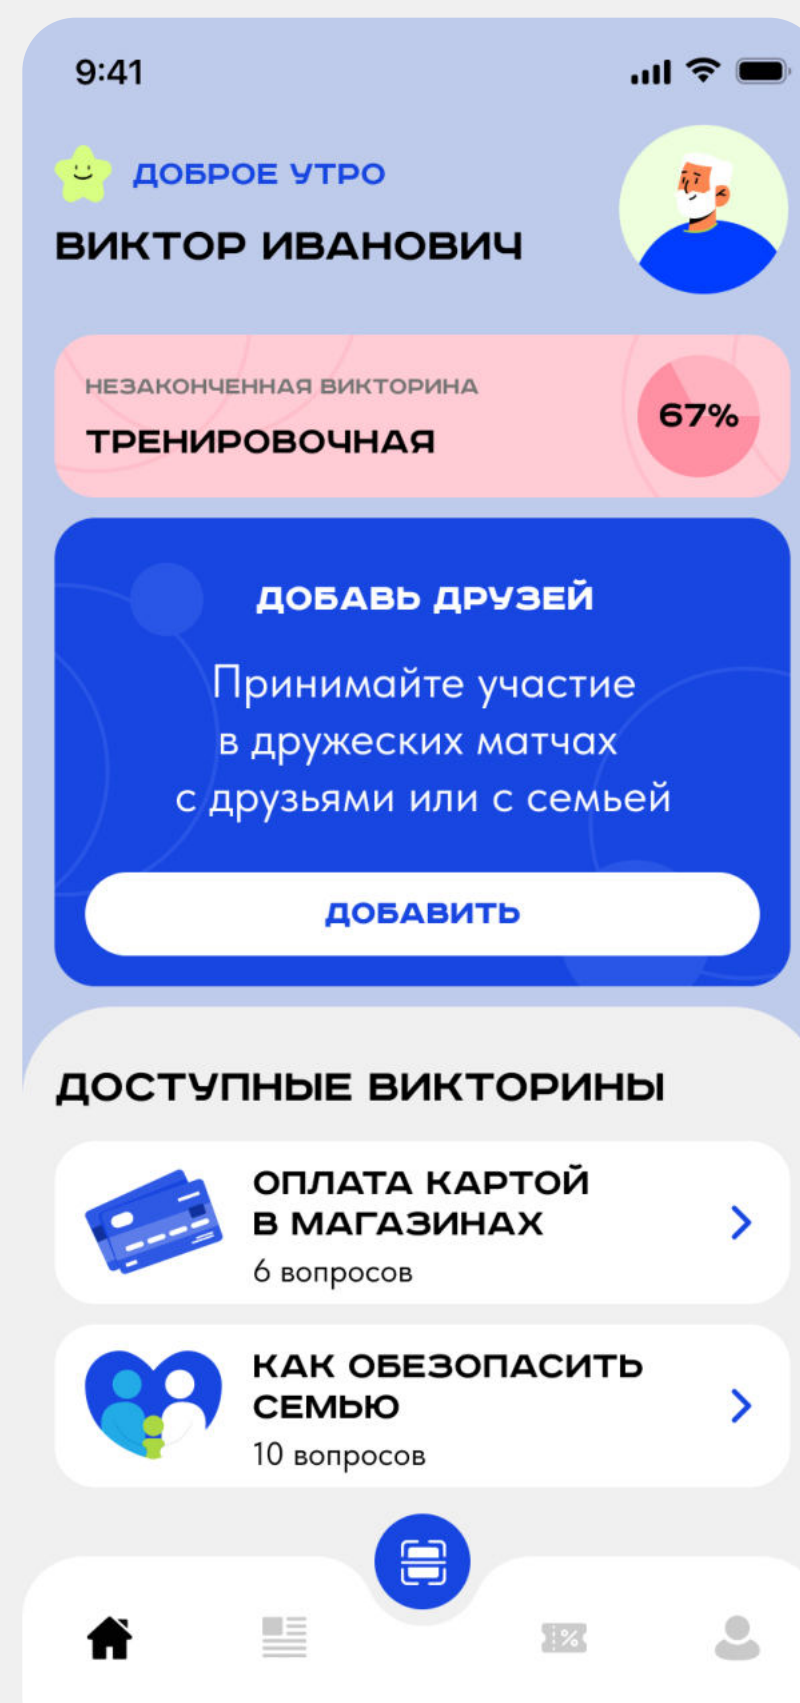 9:41
ДОБРОЕ УТРО
ВИКТОР ИВАНОВИЧ
НЕЗАКОНЧЕННАЯ ВИКТОРИНА
ТРЕНИРОВОЧНАЯ
67%
ДОБАВЬ ДРУЗЕЙ
Принимайте участие
в дружеских матчах
с друзьями или с семьей
ДОБАВИТЬ
ДОСТУПНЫЕ ВИКТОРИНЫ
ОПЛАТА КАРТОЙ
В МАГАЗИНАХ
6 вопросов
КАК ОБЕЗОПАСИТЬ
СЕМЬЮ
10 вопросов
%